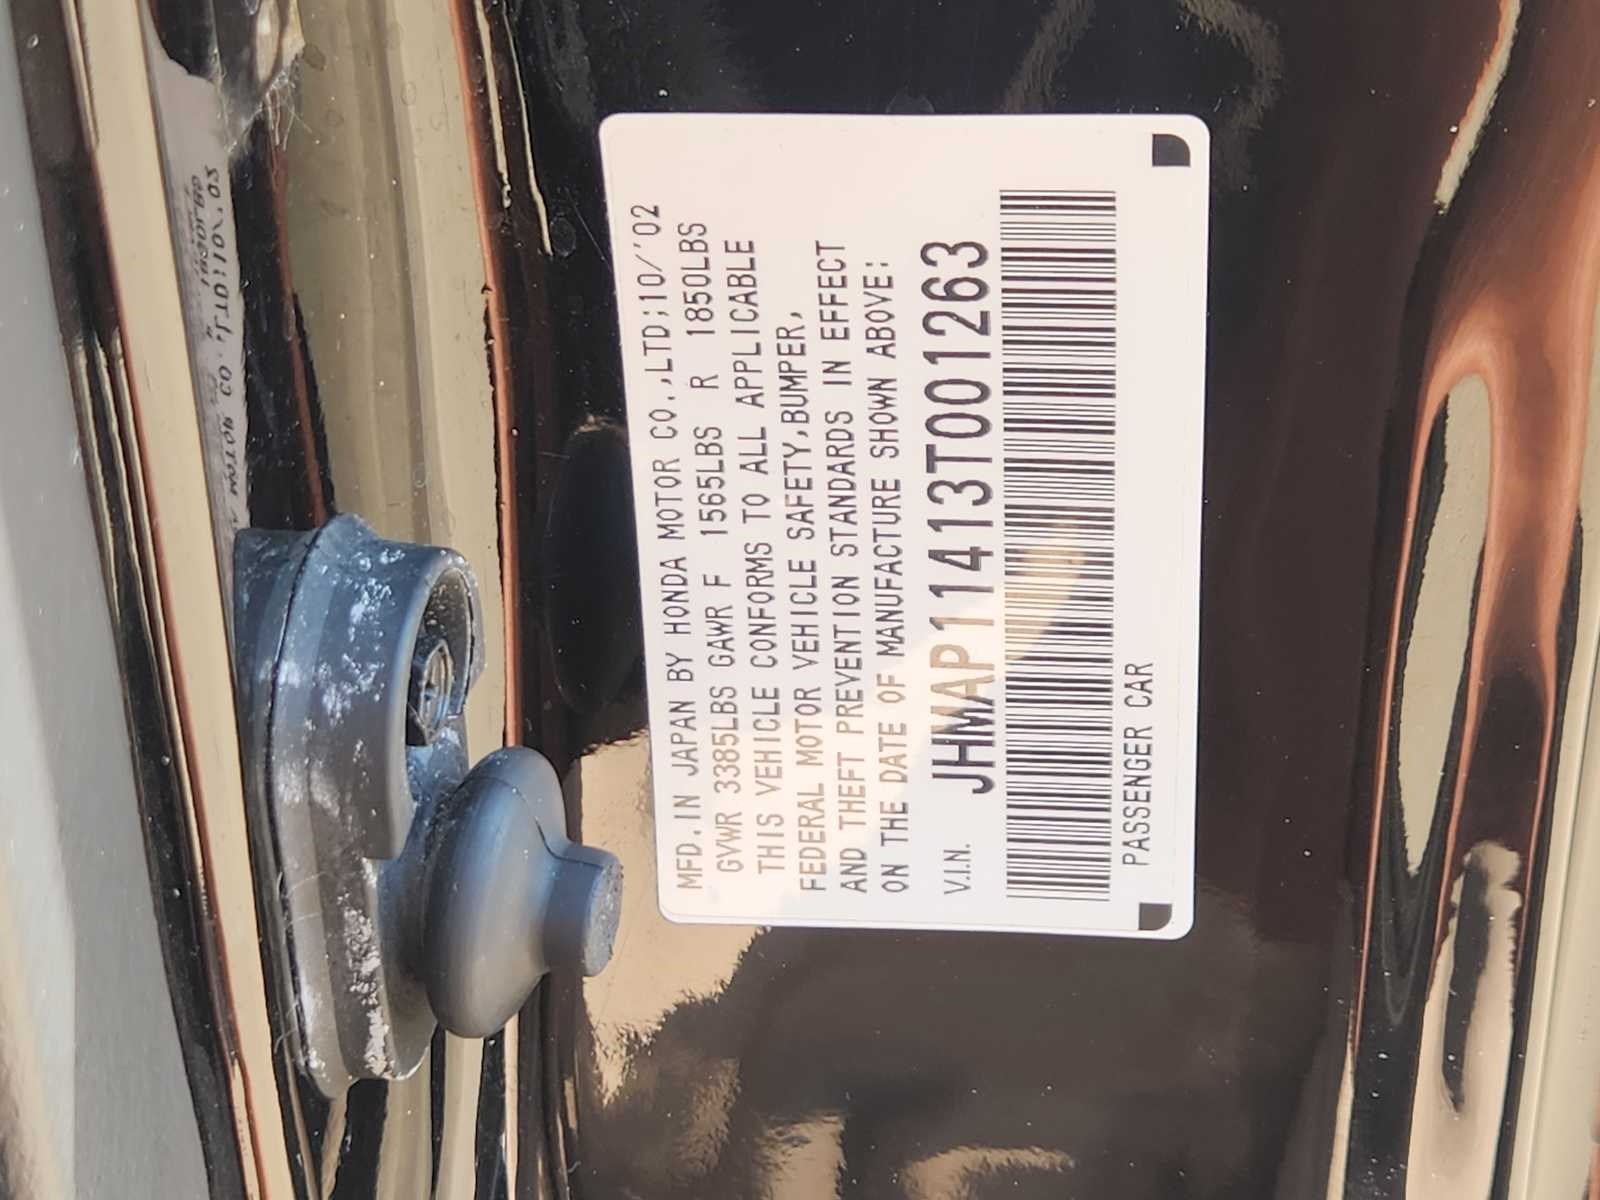 MFD. IN JAPAN BY HONDA MOTOR CO.,LTD;10/'02
GVWR 3385LBS GAWR F 1565LBS R 1850LBS
THIS VEHICLE CONFORMS TO ALL APPLICABLE
FEDERAL MOTOR VEHICLE SAFETY,BUMPER,
AND THEFT PREVENTION STANDARDS IN EFFECT
ON THE DATE OF MANUFACTURE SHOWN ABOVE:
V.I.N. JHMAP11413T001263
PASSENGER CAR